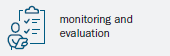 monitoring and
evaluation